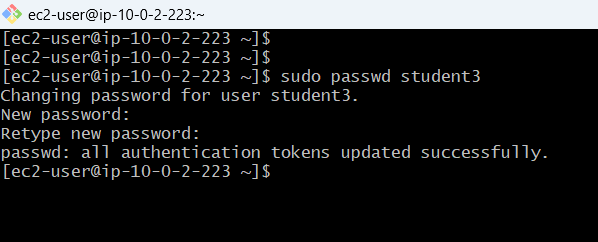 ec2-user@ip-10-0-2-223:~
[ec2-user@ip-10-0-2-223 ~]$
[ec2-user@ip-10-0-2-223 ~]$
[ec2-user@ip-10-0-2-223 ~]$ sudo passwd student3
Changing password for user student3.
New password:
Retype new password:
passwd: all authentication tokens updated successfully.
[ec2-user@ip-10-0-2-223 ~]$